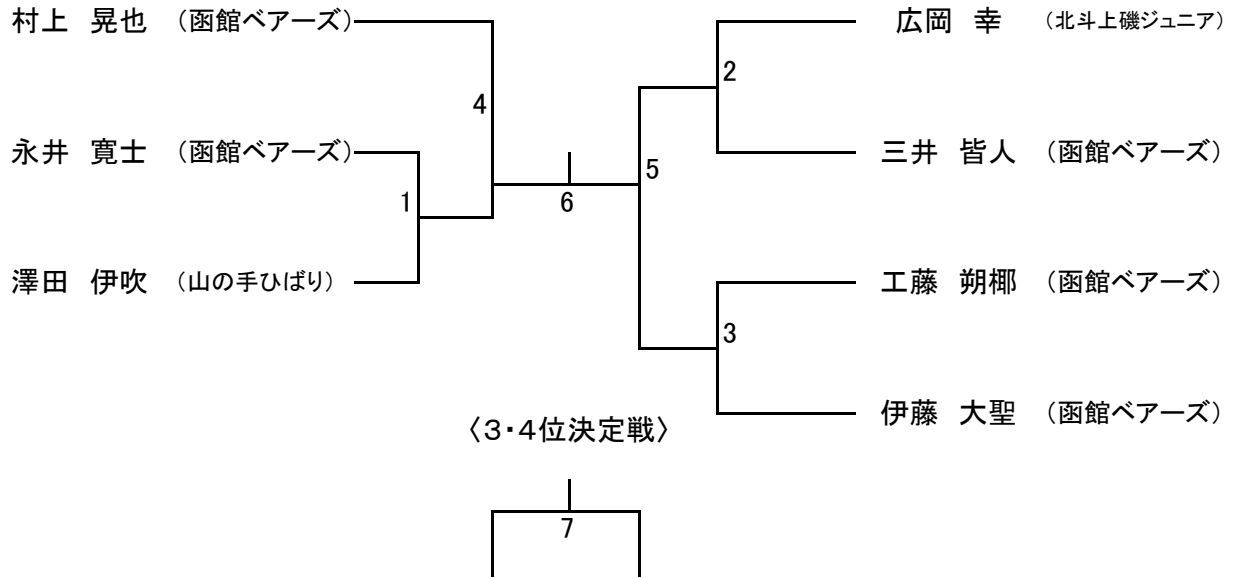 村上　晃也　（函館ベアーズ）
4
永井　寛士　（函館ベアーズ）
1
澤田　伊吹　（山の手ひばり）
6
広岡　幸　（北斗上磯ジュニア）
2
三井　皆人　（函館ベアーズ）
5
工藤　朔椰　（函館ベアーズ）
3
伊藤　大聖　（函館ベアーズ）
〈３・４位決定戦〉
7